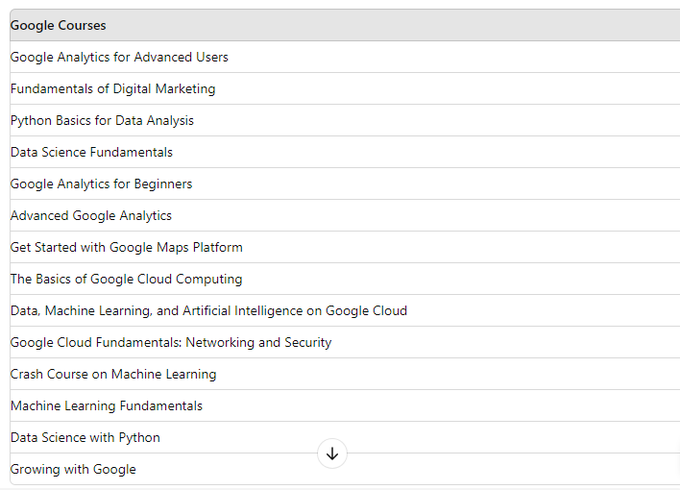 Google Courses
Google Analytics for Advanced Users
Fundamentals of Digital Marketing
Python Basics for Data Analysis
Data Science Fundamentals
Google Analytics for Beginners
Advanced Google Analytics
Get Started with Google Maps Platform
The Basics of Google Cloud Computing
Data, Machine Learning, and Artificial Intelligence on Google Cloud
Google Cloud Fundamentals: Networking and Security
Crash Course on Machine Learning
Machine Learning Fundamentals
Data Science with Python
Growing with Google